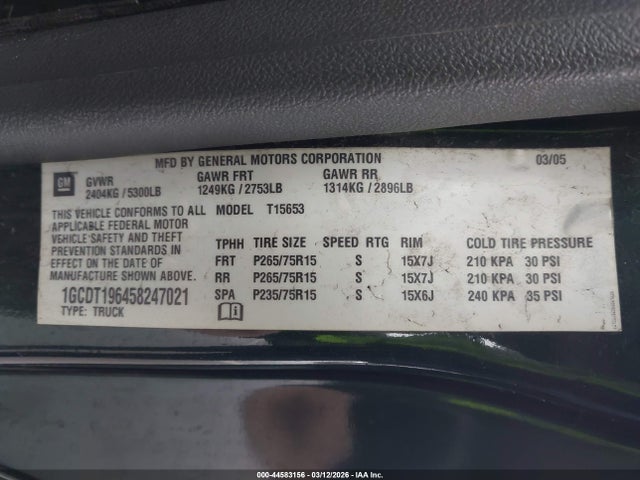 MFD BY GENERAL MOTORS CORPORATION 03/05
GM GVWR GAWR FRT GAWR RR
2404KG / 5300LB 1249KG / 2753LB 1314KG / 2896LB
THIS VEHICLE CONFORMS TO ALL MODEL T15653
APPLICABLE FEDERAL MOTOR
VEHICLE SAFETY AND THEFT
PREVENTION STANDARDS IN
EFFECT ON THE DATE OF
MANUFACTURE SHOWN ABOVE.
1GCDT196458247021
TYPE: TRUCK
TPHH TIRE SIZE SPEED RTG RIM COLD TIRE PRESSURE
FRT P265/75R15 S 15X7J 210 KPA 30 PSI
RR P265/75R15 S 15X7J 210 KPA 30 PSI
SPA P235/75R15 S 15X6J 240 KPA 35 PSI
000-44583156 - 03/12/2026 - IAA Inc.